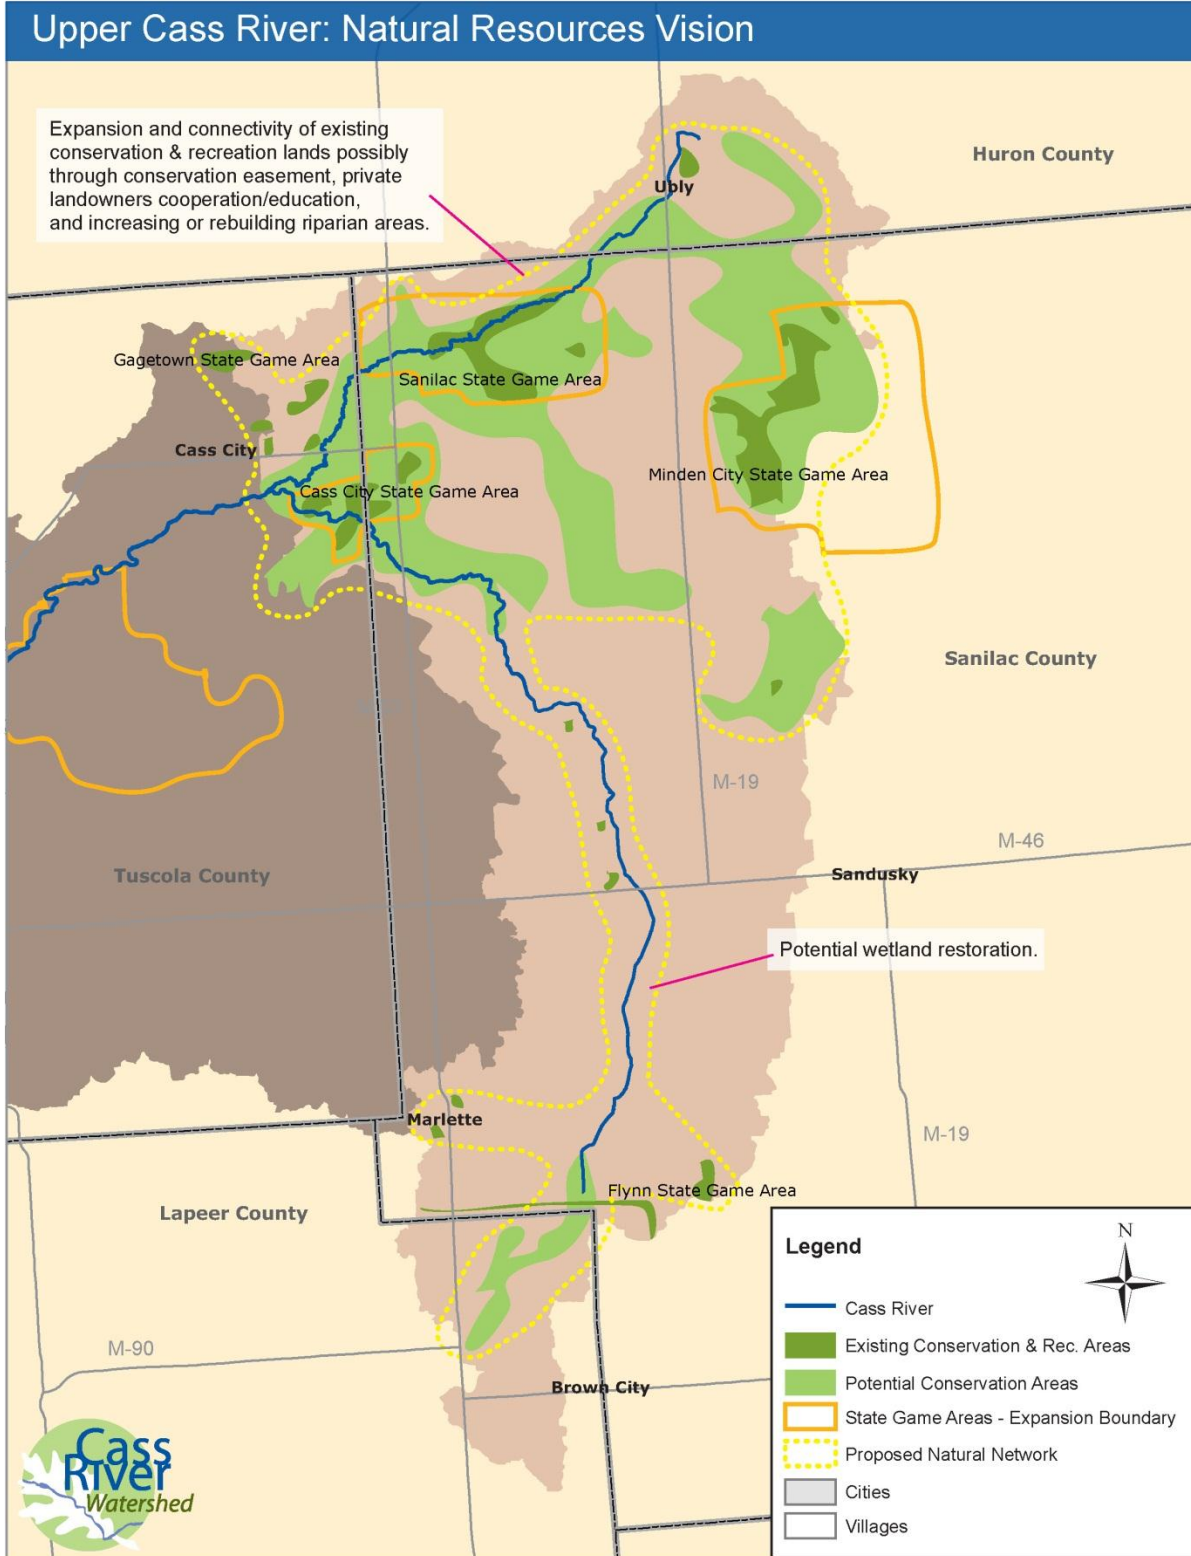 Upper Cass River: Natural Resources Vision
Expansion and connectivity of existing
conservation & recreation lands possibly
through conservation easement, private
landowners cooperation/education,
and increasing or rebuilding riparian areas.
Huron County
Ubly
Gagetown State Game Area
Sanilac State Game Area
Cass City
Minden City State Game Area
Cass City State Game Area
Sanilac County
M-19
M-46
Tuscola County
Sandusky
Potential wetland restoration.
Marlette
M-19
Flynn State Game Area
Lapeer County
M-90
Brown City
Legend
N
Cass River
Existing Conservation & Rec. Areas
Potential Conservation Areas
State Game Areas - Expansion Boundary
Proposed Natural Network
Cities
Villages
Cass
River
Watershed